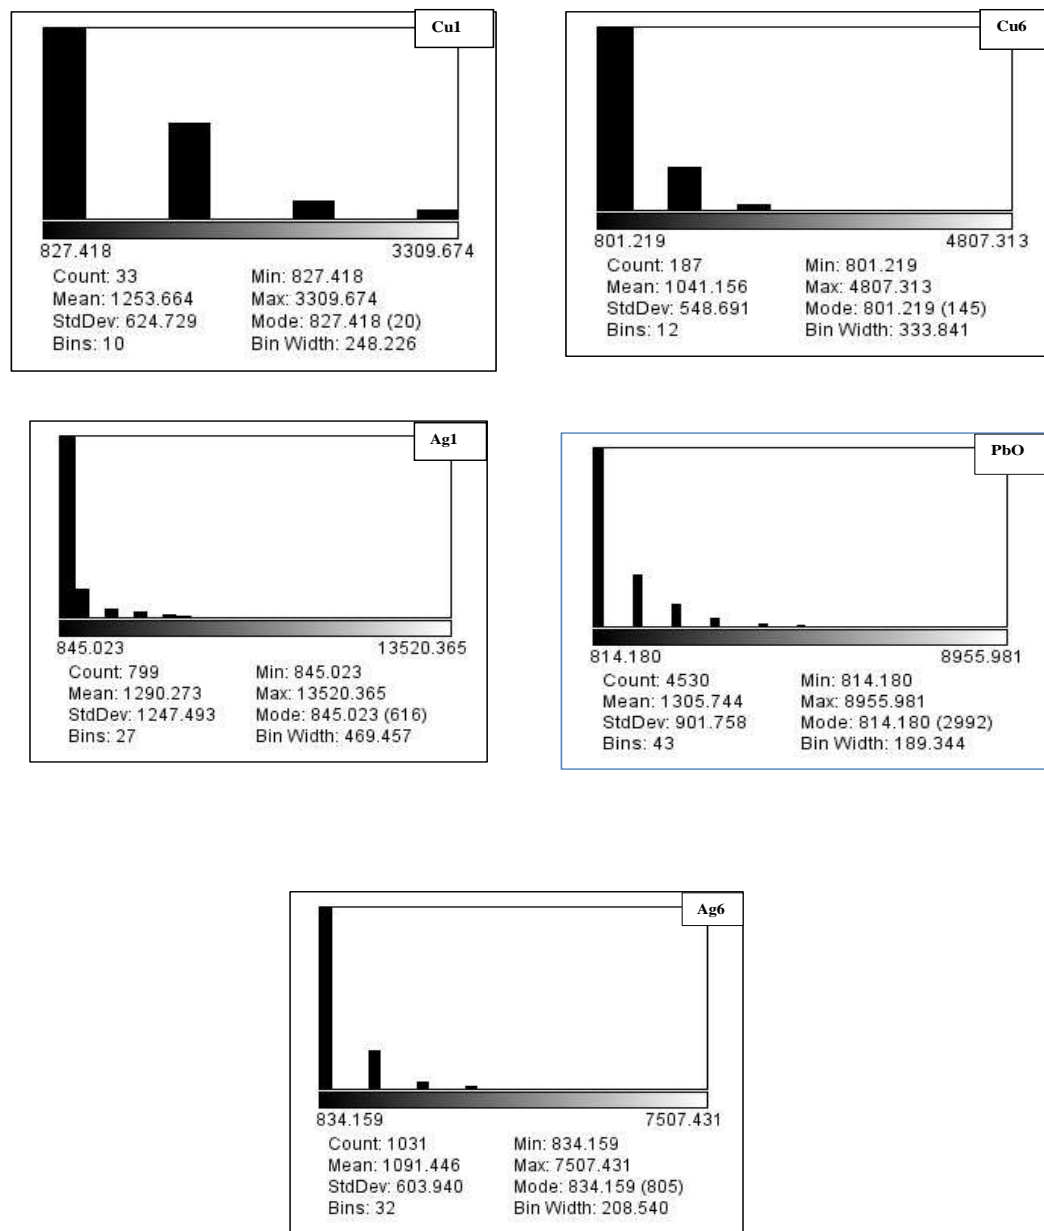 Cu1
827.418 3309.674
Count: 33 Min: 827.418
Mean: 1253.664 Max: 3309.674
StdDev: 624.729 Mode: 827.418 (20)
Bins: 10 Bin Width: 248.226
Cu6
801.219 4807.313
Count: 187 Min: 801.219
Mean: 1041.156 Max: 4807.313
StdDev: 548.691 Mode: 801.219 (145)
Bins: 12 Bin Width: 333.841
Ag1
845.023 13520.365
Count: 799 Min: 845.023
Mean: 1290.273 Max: 13520.365
StdDev: 1247.493 Mode: 845.023 (616)
Bins: 27 Bin Width: 469.457
PbO
814.180 8955.981
Count: 4530 Min: 814.180
Mean: 1305.744 Max: 8955.981
StdDev: 901.758 Mode: 814.180 (2992)
Bins: 43 Bin Width: 189.344
Ag6
834.159 7507.431
Count: 1031 Min: 834.159
Mean: 1091.446 Max: 7507.431
StdDev: 603.940 Mode: 834.159 (805)
Bins: 32 Bin Width: 208.540